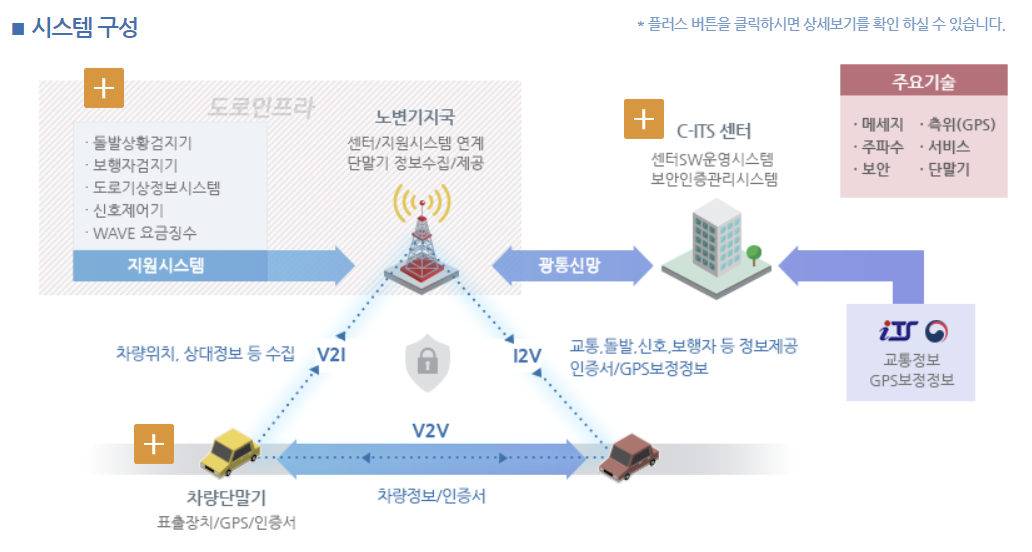 ■ 시스템 구성
* 플러스 버튼을 클릭하시면 상세보기를 확인 하실 수 있습니다.
도로인프라
· 돌발상황검지기
· 보행자검지기
· 도로기상정보시스템
· 신호제어기
· WAVE 요금징수
지원시스템
노변기지국
센터/지원시스템 연계
단말기 정보수집/제공
광통신망
C-ITS 센터
센터SW운영시스템
보안인증관리시스템
주요기술
· 메세지 · 측위(GPS)
· 주파수 · 서비스
· 보안 · 단말기
iTS
교통정보
GPS보정정보
차량위치, 상대정보 등 수집
V2I
I2V
교통,돌발,신호,보행자 등 정보제공
인증서/GPS보정정보
V2V
차량정보/인증서
차량단말기
표출장치/GPS/인증서